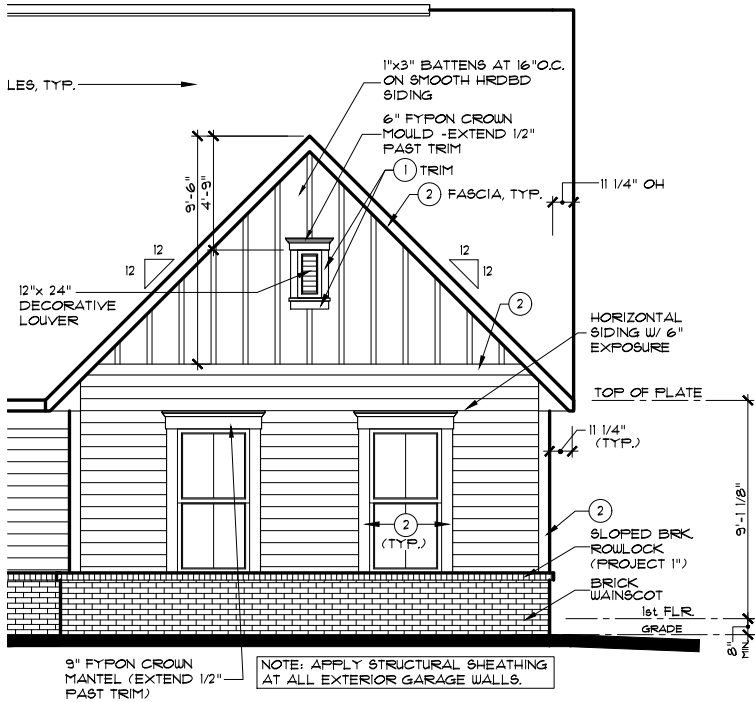 1"x3" BATTENS AT 16"O.C.
ON SMOOTH HRDBD
SIDING
LES, TYP.
6" FYPON CROWN
MOULD -EXTEND 1/2"
PAST TRIM
1 TRIM
2 FASCIA, TYP.
11 1/4" OH
9'-6"
4'-9"
12
12
12
12
12"x 24"
DECORATIVE
LOUVER
2
HORIZONTAL
SIDING W/ 6"
EXPOSURE
TOP OF PLATE
11 1/4"
(TYP.)
9'-1 1/8"
2
(TYP.)
2
SLOPED BRK.
ROWLOCK
(PROJECT 1")
BRICK
WAINSCOT
1st FLR.
GRADE
8"
MIN.
9" FYPON CROWN
MANTEL (EXTEND 1/2"
PAST TRIM)
NOTE: APPLY STRUCTURAL SHEATHING
AT ALL EXTERIOR GARAGE WALLS.